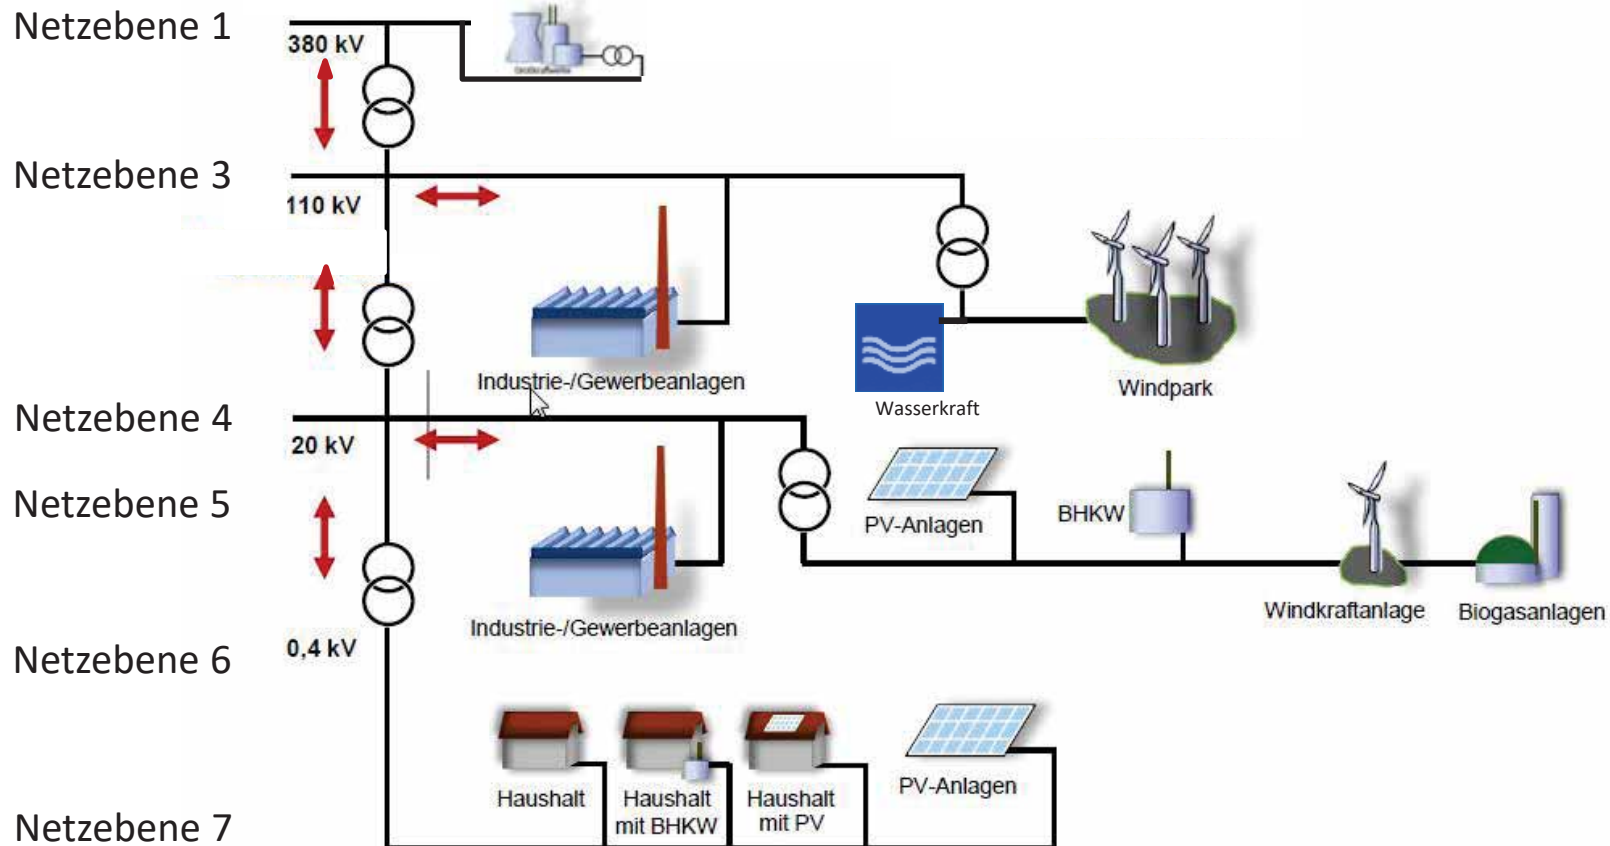 Netzebene 1
380 kV
Großkraftwerke
Netzebene 3
110 kV
Industrie-/Gewerbeanlagen
Wasserkraft
Windpark
Netzebene 4
20 kV
Netzebene 5
PV-Anlagen
BHKW
Windkraftanlage
Biogasanlagen
Industrie-/Gewerbeanlagen
Netzebene 6
0,4 kV
Haushalt
Haushalt
mit BHKW
Haushalt
mit PV
PV-Anlagen
Netzebene 7